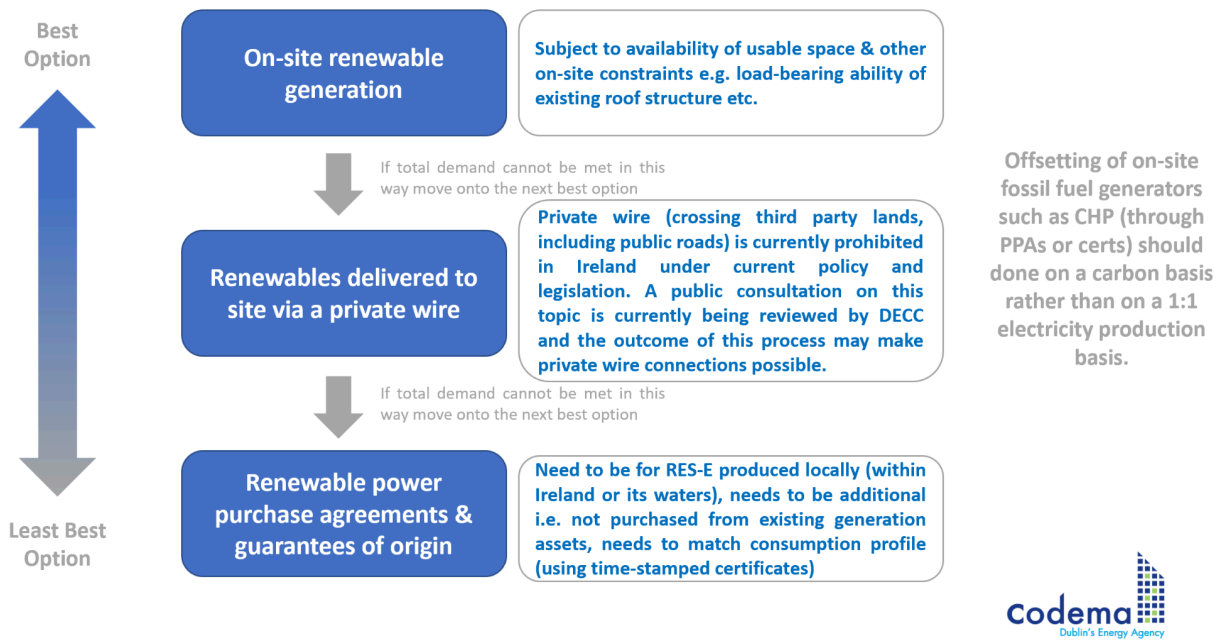 Best
Option
On-site renewable
generation
Subject to availability of usable space & other
on-site constraints e.g. load-bearing ability of
existing roof structure etc.
If total demand cannot be met in this
way move onto the next best option
Renewables delivered to
site via a private wire
Private wire (crossing third party lands,
including public roads) is currently prohibited
in Ireland under current policy and
legislation. A public consultation on this
topic is currently being reviewed by DECC
and the outcome of this process may make
private wire connections possible.
If total demand cannot be met in this
way move onto the next best option
Least Best
Option
Renewable power
purchase agreements &
guarantees of origin
Need to be for RES-E produced locally (within
Ireland or its waters), needs to be additional
i.e. not purchased from existing generation
assets, needs to match consumption profile
(using time-stamped certificates)
Offsetting of on-site
fossil fuel generators
such as CHP (through
PPAs or certs) should
done on a carbon basis
rather than on a 1:1
electricity production
basis.
codema
Dublin's Energy Agency